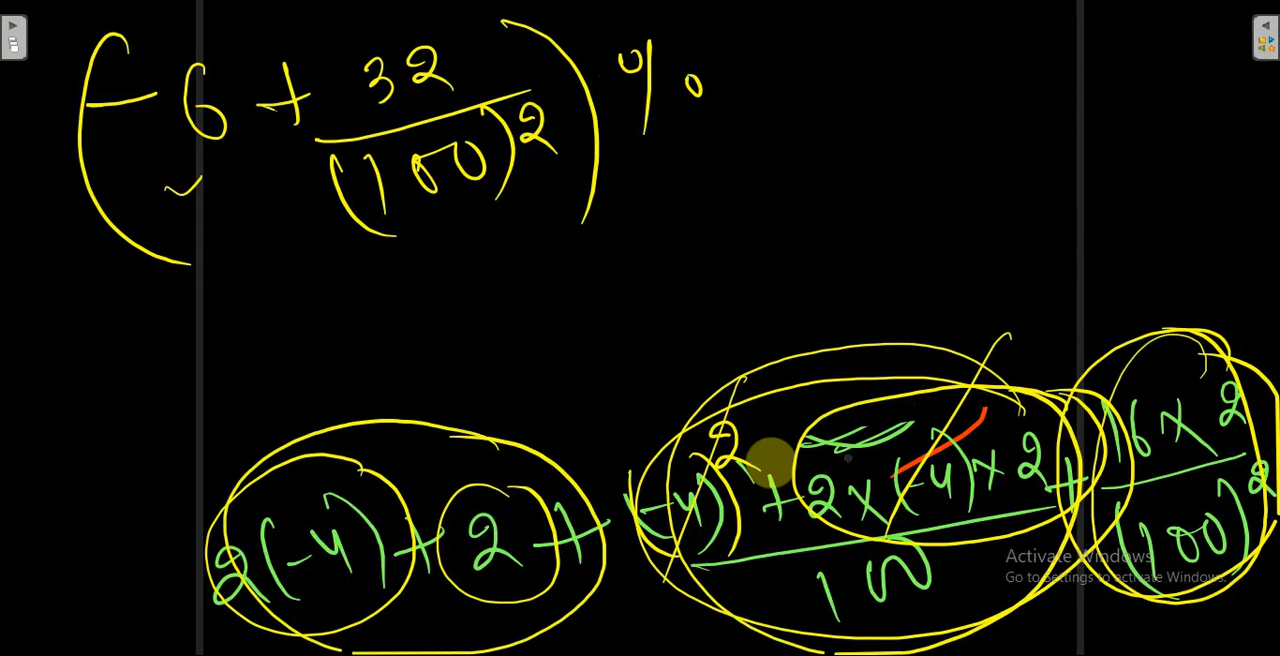 (-6 + 32/(100)^2) %
2(-4) + 2 + ((-4)^2 + 2×(-4)×2)/100 + (16×2)/(100)^2
Activate Windows
Go to Settings to activate Windows.